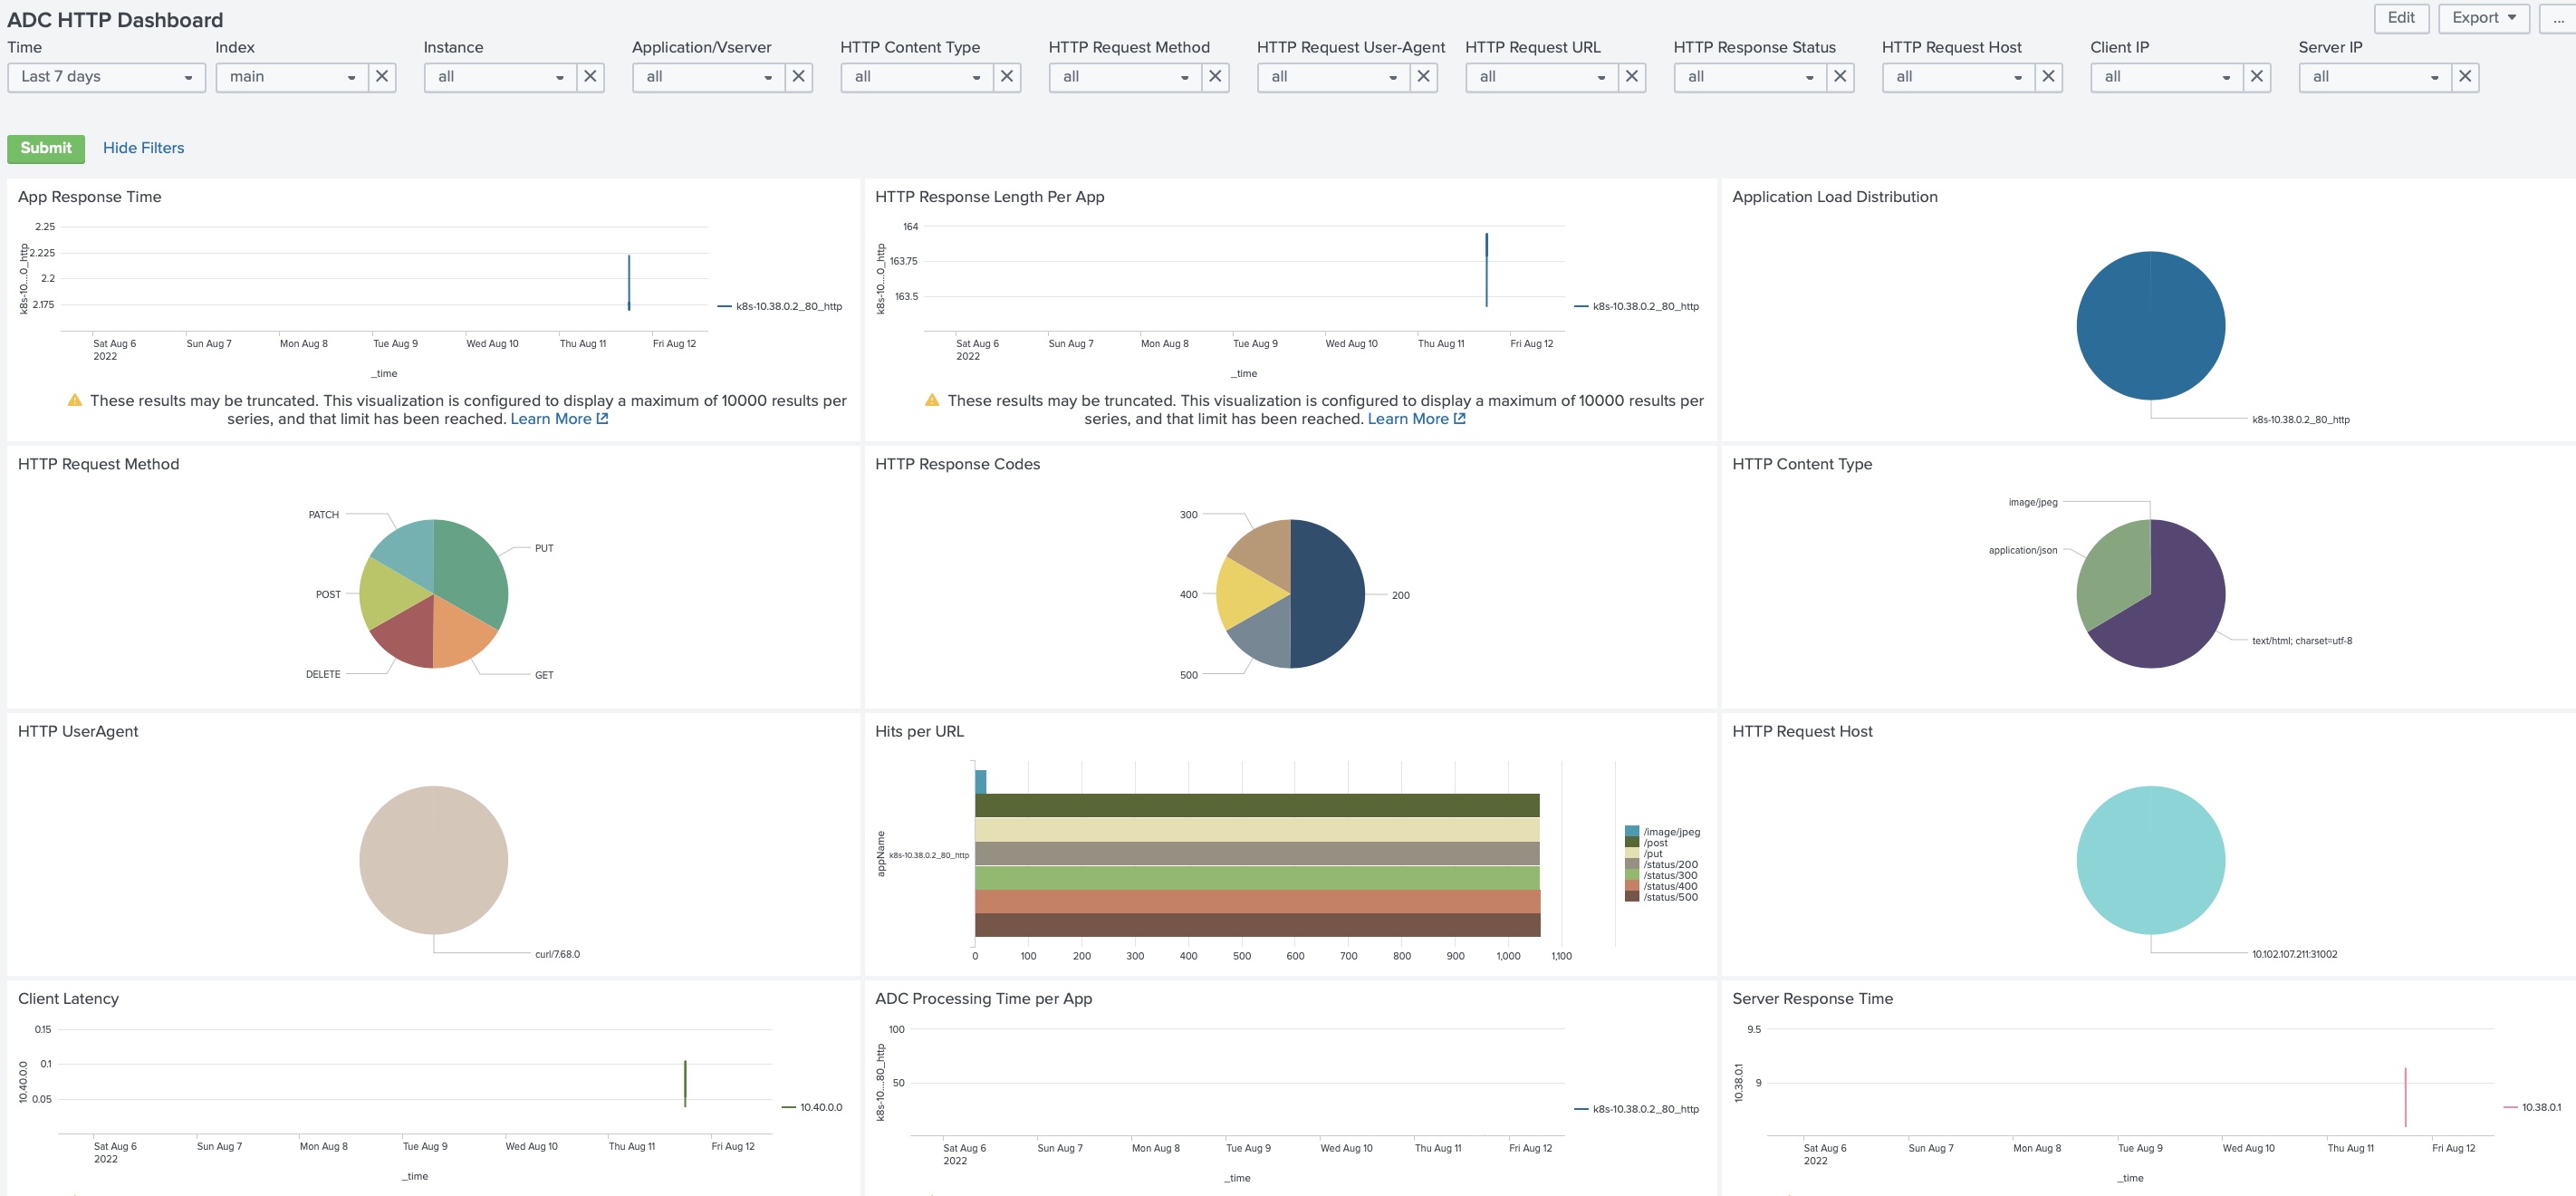 ADC HTTP Dashboard
Edit
Export
...
Time
Index
Instance
Application/Vserver
HTTP Content Type
HTTP Request Method
HTTP Request User-Agent
HTTP Request URL
HTTP Response Status
HTTP Request Host
Client IP
Server IP
Last 7 days
main
all
all
all
all
all
all
all
all
all
all
Submit
Hide Filters
App Response Time
k8s-10....0_http
2.25
2.225
2.2
2.175
Sat Aug 6
2022
Sun Aug 7
Mon Aug 8
Tue Aug 9
Wed Aug 10
Thu Aug 11
Fri Aug 12
_time
k8s-10.38.0.2_80_http
These results may be truncated. This visualization is configured to display a maximum of 10000 results per
series, and that limit has been reached. Learn More
HTTP Response Length Per App
k8s-10....0_http
164
163.75
163.5
Sat Aug 6
2022
Sun Aug 7
Mon Aug 8
Tue Aug 9
Wed Aug 10
Thu Aug 11
Fri Aug 12
_time
k8s-10.38.0.2_80_http
These results may be truncated. This visualization is configured to display a maximum of 10000 results per
series, and that limit has been reached. Learn More
Application Load Distribution
k8s-10.38.0.2_80_http
HTTP Request Method
PATCH
PUT
POST
DELETE
GET
HTTP Response Codes
300
400
200
500
HTTP Content Type
image/jpeg
application/json
text/html; charset=utf-8
HTTP UserAgent
curl/7.68.0
Hits per URL
appName
k8s-10.38.0.2_80_http
0
100
200
300
400
500
600
700
800
900
1,000
1,100
/image/jpeg
/post
/put
/status/200
/status/300
/status/400
/status/500
HTTP Request Host
10.102.107.211:31002
Client Latency
10.40.0.0
0.15
0.1
0.05
Sat Aug 6
2022
Sun Aug 7
Mon Aug 8
Tue Aug 9
Wed Aug 10
Thu Aug 11
Fri Aug 12
_time
10.40.0.0
ADC Processing Time per App
k8s-10....80_http
100
50
Sat Aug 6
2022
Sun Aug 7
Mon Aug 8
Tue Aug 9
Wed Aug 10
Thu Aug 11
Fri Aug 12
_time
k8s-10.38.0.2_80_http
Server Response Time
10.38.0.1
9.5
9
Sat Aug 6
2022
Sun Aug 7
Mon Aug 8
Tue Aug 9
Wed Aug 10
Thu Aug 11
Fri Aug 12
_time
10.38.0.1